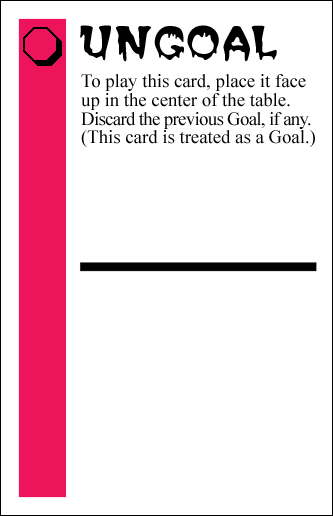 UNGOAL
To play this card, place it face
up in the center of the table.
Discard the previous Goal, if any.
(This card is treated as a Goal.)